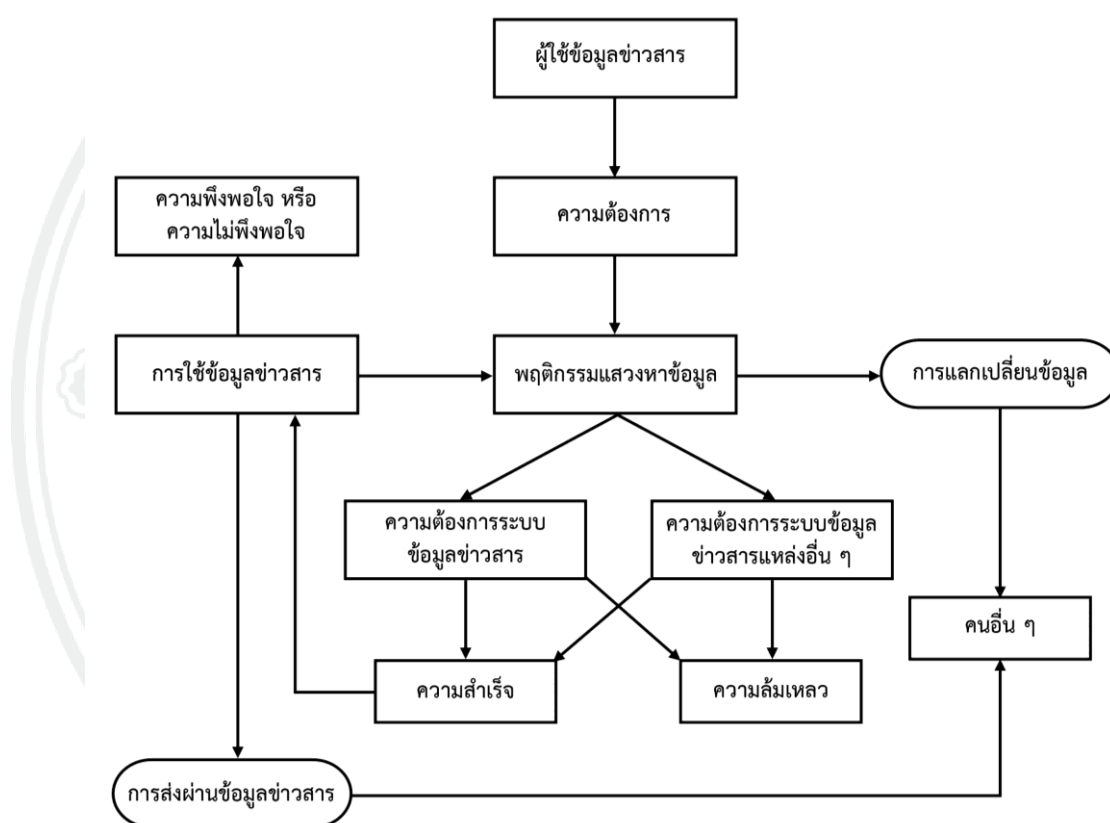 ผู้ใช้ข้อมูลข่าวสาร
ความพึงพอใจ หรือ
ความไม่พึงพอใจ
ความต้องการ
การใช้ข้อมูลข่าวสาร
พฤติกรรมแสวงหาข้อมูล
การแลกเปลี่ยนข้อมูล
ความต้องการระบบ
ข้อมูลข่าวสาร
ความต้องการระบบข้อมูล
ข่าวสารแหล่งอื่น ๆ
คนอื่น ๆ
ความสำเร็จ
ความล้มเหลว
การส่งผ่านข้อมูลข่าวสาร